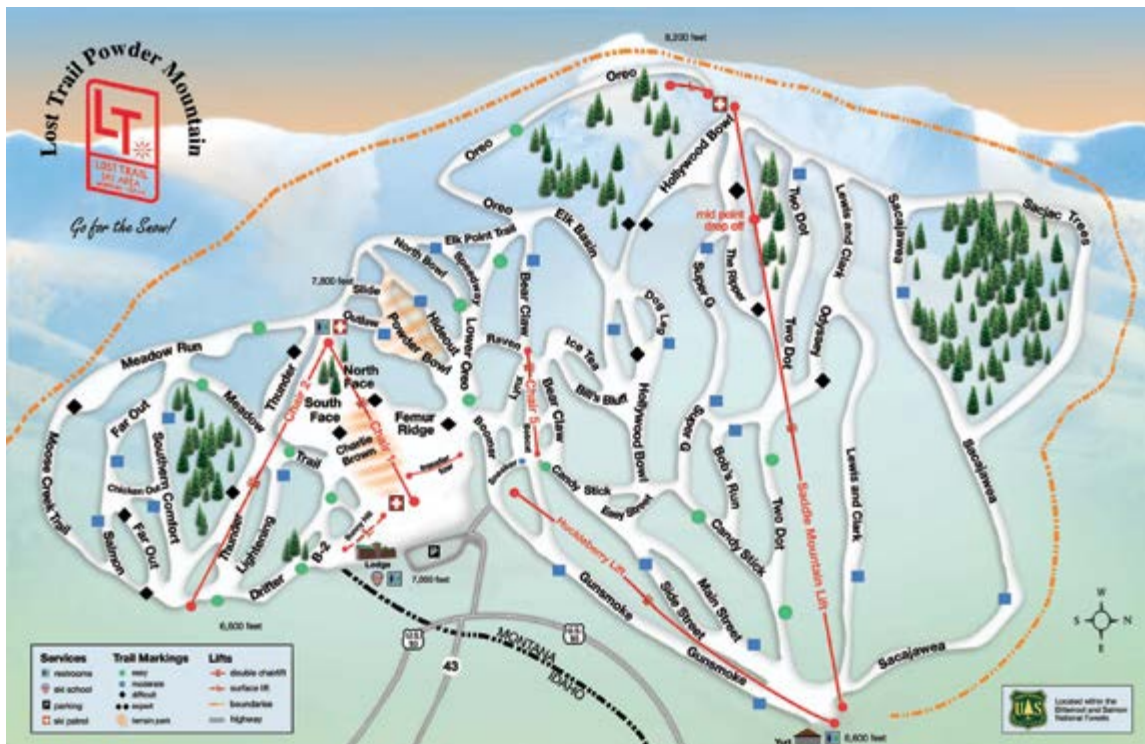 Lost Trail Powder Mountain
LT
LOST TRAIL
SKI AREA
Go for the Snow!
8,200 feet
Oreo
Oreo
Oreo
Hollywood Bowl
Elk Basin
mid point
drop off
The Ripper
Two Dot
Lewis and Clark
Sacajawea
Sacjac Trees
Elk Point Trail
North Bowl
Speedway
7,800 feet
Slide
Outlaw
Powder Bowl
Hideout
Lower Oreo
Bear Claw
Raven
Ice Tea
Dog Leg
Super G
Two Dot
Odyssey
Meadow Run
Thunder
Chair 2
North
Face
South
Face
Chair 1
Charlie
Brown
Femur
Ridge
Boomer
Chair 5
Bear Claw
Bill's Bluff
Hollywood Bowl
Super G
Bob's Run
Moose Creek Trail
Far Out
Meadow
Southern Comfort
Trail
Chicken Out
Far Out
Salmon
Thunder
Lightening
B-2
Drifter
Candy Stick
Easy Street
Candy Stick
Two Dot
Saddle Mountain Lift
Lewis and Clark
Sacajawea
Huckleberry Lift
Gunsmoke
Side Street
Main Street
Gunsmoke
Sacajawea
Lodge
P
7,000 feet
6,600 feet
MONTANA
IDAHO
U.S.
93
U.S.
93
43
6,600 feet
W
S N
E
Services
restrooms
ski school
parking
ski patrol
Trail Markings
easy
moderate
difficult
expert
terrain park
Lifts
double chairlift
surface lift
boundaries
highway
UAS
Located within the
Bitterroot and Salmon
National Forests